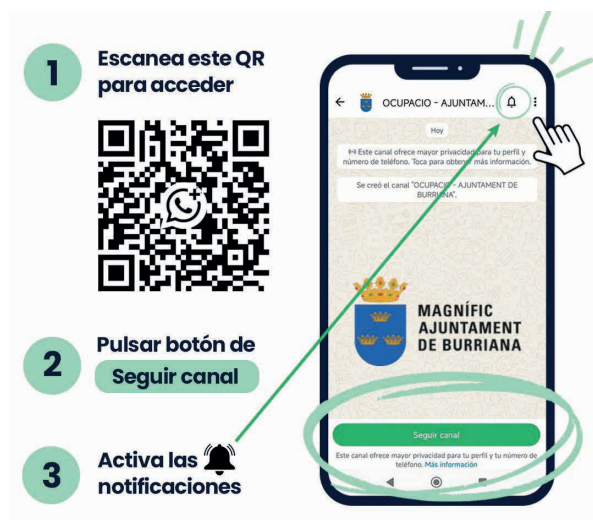 1
Escanea este QR
para acceder
2
Pulsar botón de
Seguir canal
3
Activa las
notificaciones
OCUPACIO - AJUNTAM...
Hoy
Este canal ofrece mayor privacidad para tu perfil y
número de teléfono. Toca para obtener más información.
Se creó el canal "OCUPACIO - AJUNTAMENT DE
BURRIANA".
MAGNÍFIC
AJUNTAMENT
DE BURRIANA
Seguir canal
Este canal ofrece mayor privacidad para tu perfil y tu número de
teléfono. Más información